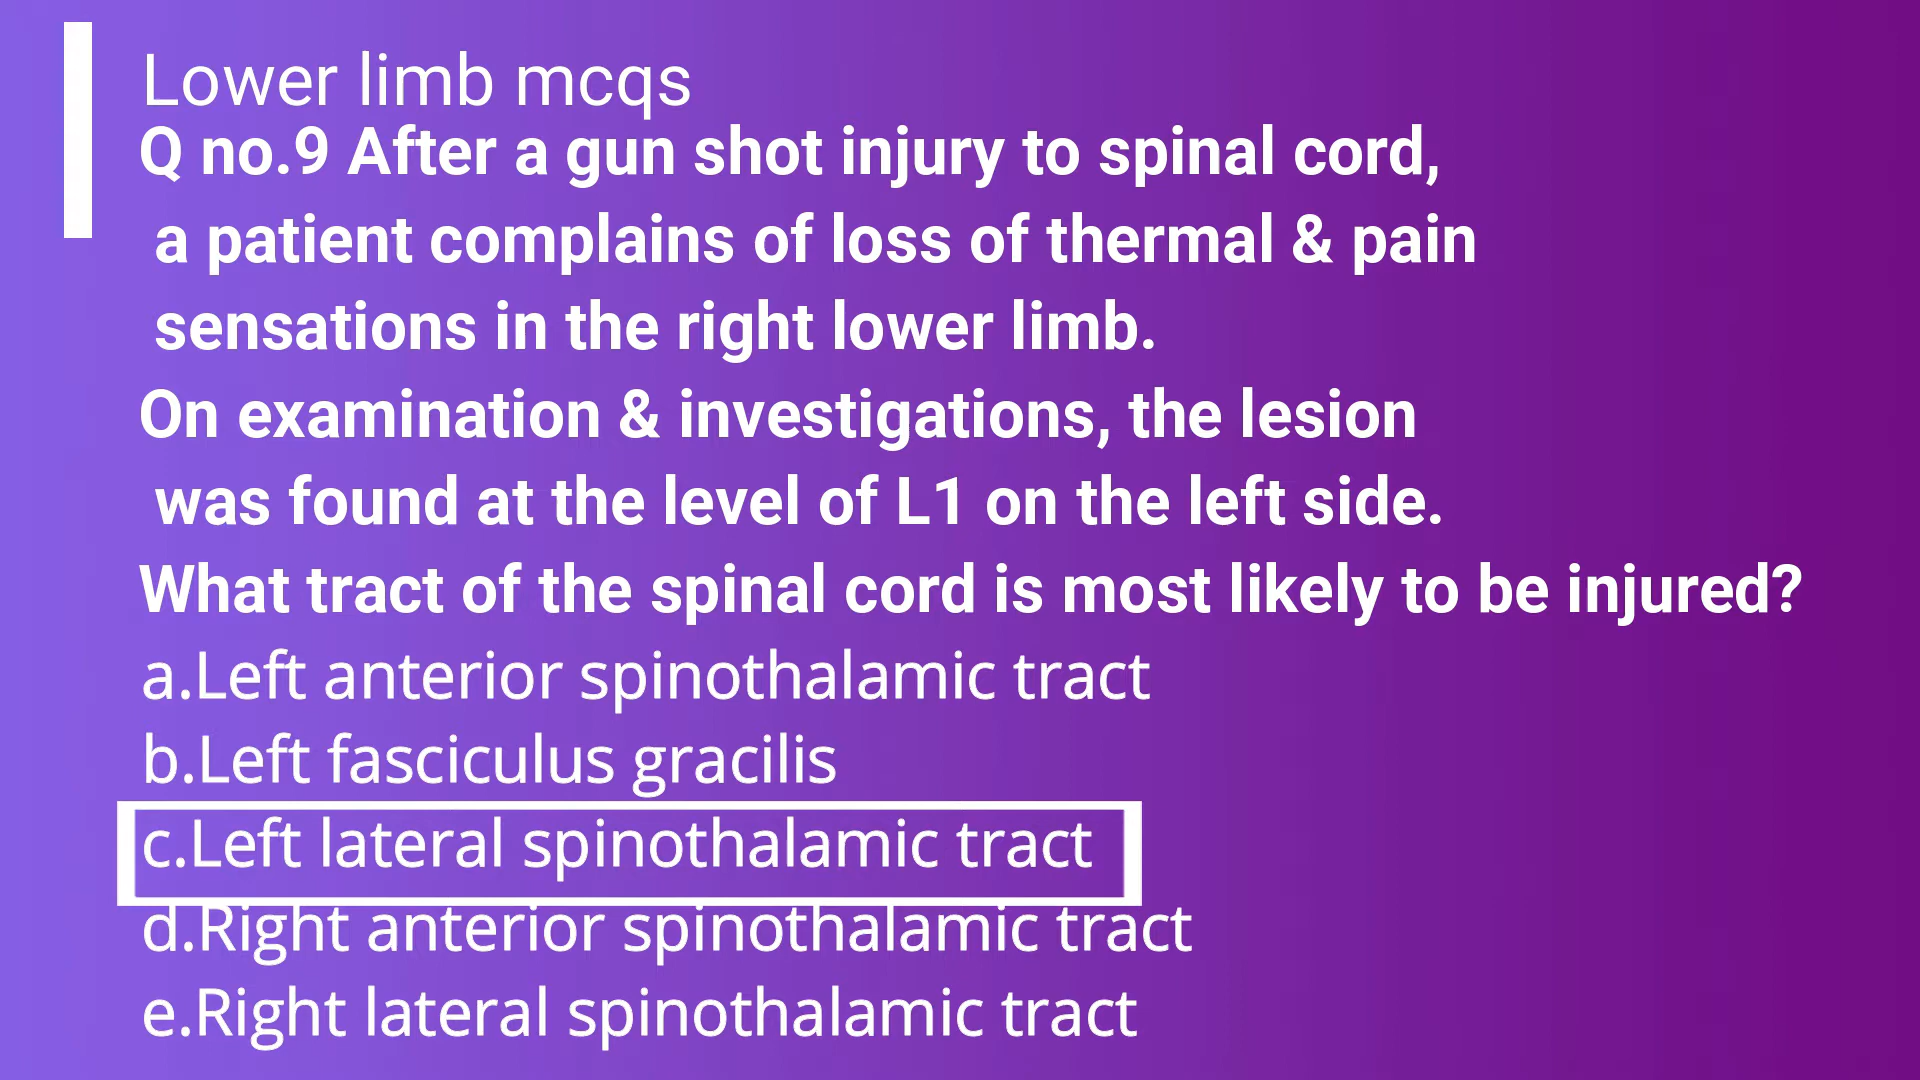 Lower limb mcqs
Q no.9 After a gun shot injury to spinal cord,
a patient complains of loss of thermal & pain
sensations in the right lower limb.
On examination & investigations, the lesion
was found at the level of L1 on the left side.
What tract of the spinal cord is most likely to be injured?
a.Left anterior spinothalamic tract
b.Left fasciculus gracilis
c.Left lateral spinothalamic tract
d.Right anterior spinothalamic tract
e.Right lateral spinothalamic tract